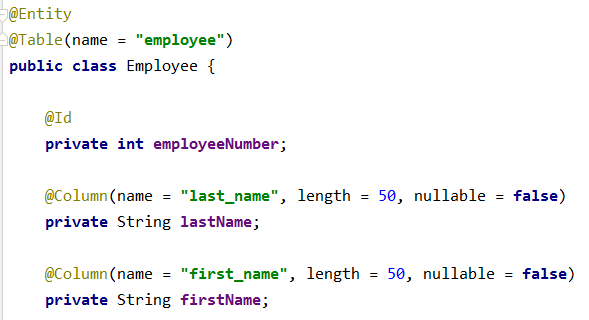 @Entity
@Table(name = "employee")
public class Employee {
@Id
private int employeeNumber;
@Column(name = "last_name", length = 50, nullable = false)
private String lastName;
@Column(name = "first_name", length = 50, nullable = false)
private String firstName;